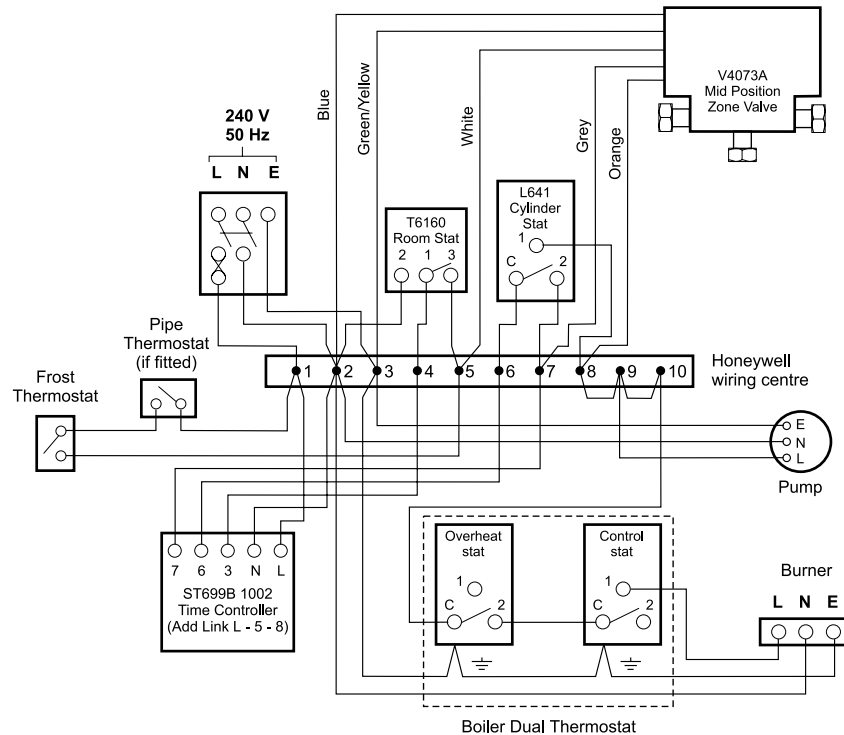 V4073A
Mid Position
Zone Valve
Blue
Green/Yellow
White
Grey
Orange
240 V
50 Hz
L N E
T6160
Room Stat
2 1 3
L641
Cylinder
Stat
1
C 2
Pipe
Thermostat
(if fitted)
Frost
Thermostat
1 2 3 4 5 6 7 8 9 10
Honeywell
wiring centre
E
N
L
Pump
7 6 3 N L
ST699B 1002
Time Controller
(Add Link L - 5 - 8)
Overheat
stat
1
C 2
Control
stat
1
C 2
Burner
L N E
Boiler Dual Thermostat